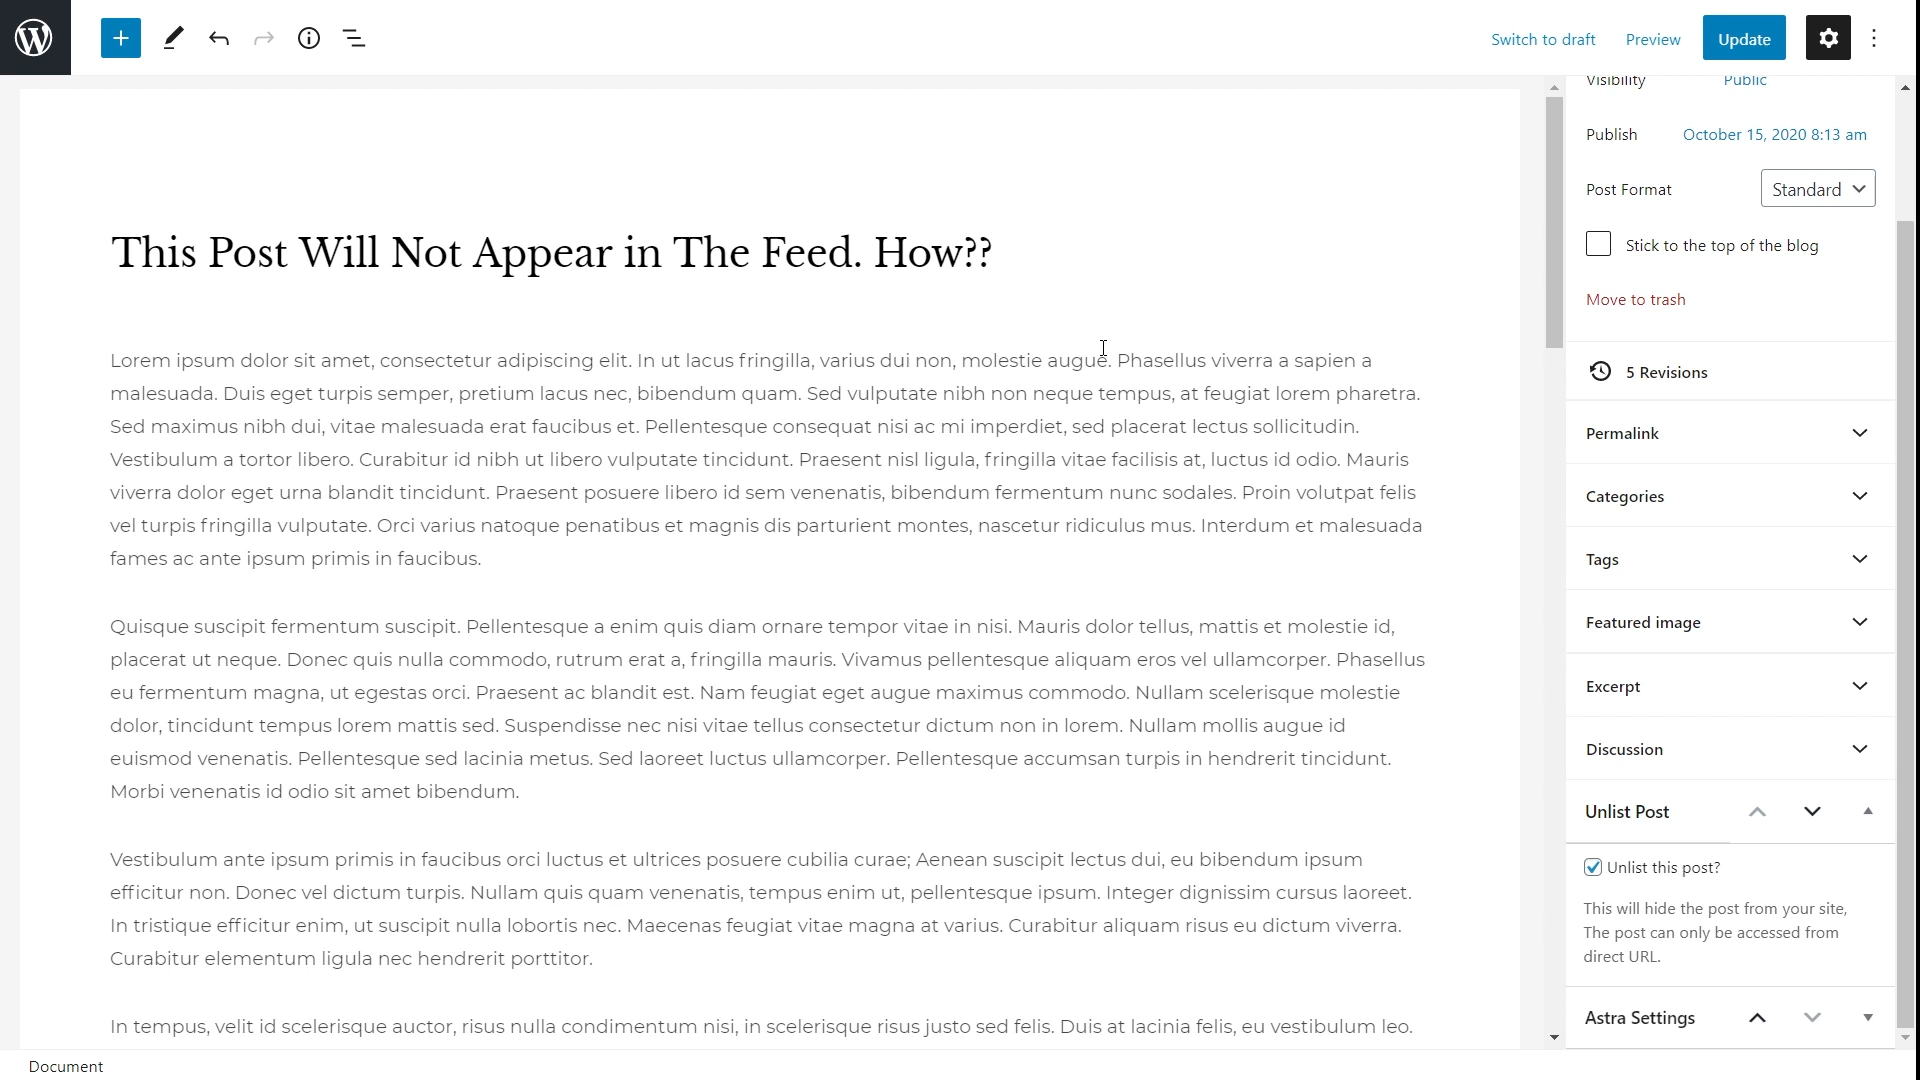 Switch to draft
Preview
Update
Visibility
Public
Publish
October 15, 2020 8:13 am
Post Format
Standard
Stick to the top of the blog
Move to trash
5 Revisions
Permalink
Categories
Tags
Featured image
Excerpt
Discussion
Unlist Post
Unlist this post?
This will hide the post from your site,
The post can only be accessed from
direct URL.
Astra Settings
This Post Will Not Appear in The Feed. How??
Lorem ipsum dolor sit amet, consectetur adipiscing elit. In ut lacus fringilla, varius dui non, molestie augue. Phasellus viverra a sapien a
malesuada. Duis eget turpis semper, pretium lacus nec, bibendum quam. Sed vulputate nibh non neque tempus, at feugiat lorem pharetra.
Sed maximus nibh dui, vitae malesuada erat faucibus et. Pellentesque consequat nisi ac mi imperdiet, sed placerat lectus sollicitudin.
Vestibulum a tortor libero. Curabitur id nibh ut libero vulputate tincidunt. Praesent nisl ligula, fringilla vitae facilisis at, luctus id odio. Mauris
viverra dolor eget urna blandit tincidunt. Praesent posuere libero id sem venenatis, bibendum fermentum nunc sodales. Proin volutpat felis
vel turpis fringilla vulputate. Orci varius natoque penatibus et magnis dis parturient montes, nascetur ridiculus mus. Interdum et malesuada
fames ac ante ipsum primis in faucibus.
Quisque suscipit fermentum suscipit. Pellentesque a enim quis diam ornare tempor vitae in nisi. Mauris dolor tellus, mattis et molestie id,
placerat ut neque. Donec quis nulla commodo, rutrum erat a, fringilla mauris. Vivamus pellentesque aliquam eros vel ullamcorper. Phasellus
eu fermentum magna, ut egestas orci. Praesent ac blandit est. Nam feugiat eget augue maximus commodo. Nullam scelerisque molestie
dolor, tincidunt tempus lorem mattis sed. Suspendisse nec nisi vitae tellus consectetur dictum non in lorem. Nullam mollis augue id
euismod venenatis. Pellentesque sed lacinia metus. Sed laoreet luctus ullamcorper. Pellentesque accumsan turpis in hendrerit tincidunt.
Morbi venenatis id odio sit amet bibendum.
Vestibulum ante ipsum primis in faucibus orci luctus et ultrices posuere cubilia curae; Aenean suscipit lectus dui, eu bibendum ipsum
efficitur non. Donec vel dictum turpis. Nullam quis quam venenatis, tempus enim ut, pellentesque ipsum. Integer dignissim cursus laoreet.
In tristique efficitur enim, ut suscipit nulla lobortis nec. Maecenas feugiat vitae magna at varius. Curabitur aliquam risus eu dictum viverra.
Curabitur elementum ligula nec hendrerit porttitor.
In tempus, velit id scelerisque auctor, risus nulla condimentum nisi, in scelerisque risus justo sed felis. Duis at lacinia felis, eu vestibulum leo.
Document